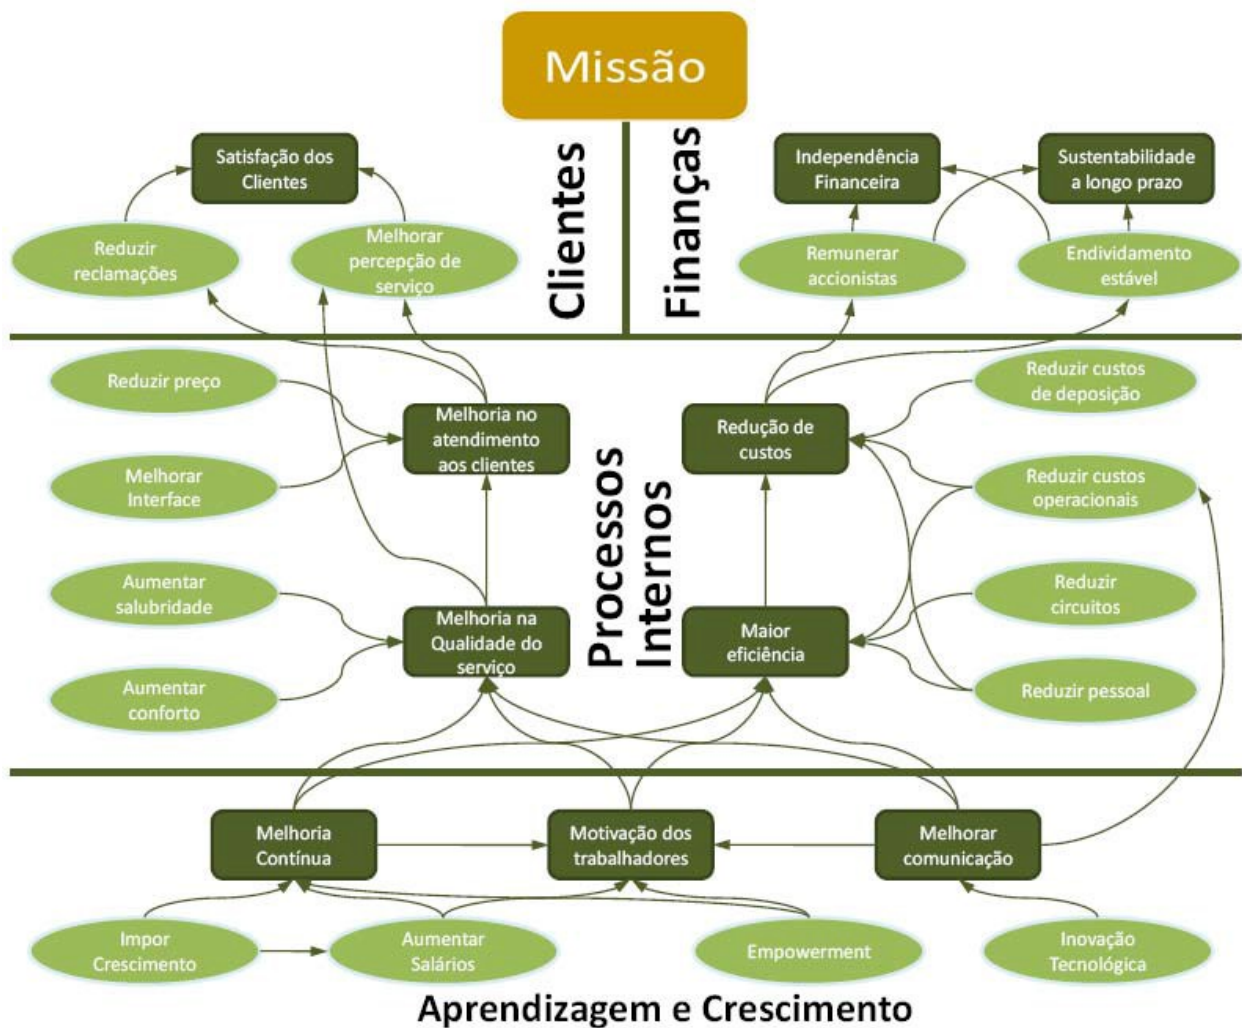 Missão
Clientes
Finanças
Satisfação dos
Clientes
Independência
Financeira
Sustentabilidade
a longo prazo
Reduzir
reclamações
Melhorar
percepção de
serviço
Remunerar
accionistas
Endividamento
estável
Reduzir preço
Melhoria no
atendimento
aos clientes
Redução de
custos
Reduzir custos
de deposição
Melhorar
Interface
Processos
Internos
Reduzir custos
operacionais
Aumentar
salubridade
Melhoria na
Qualidade do
serviço
Maior
eficiência
Reduzir
circuitos
Aumentar
conforto
Reduzir pessoal
Melhoria
Contínua
Motivação dos
trabalhadores
Melhorar
comunicação
Impor
Crescimento
Aumentar
Salários
Empowerment
Inovação
Tecnológica
Aprendizagem e Crescimento